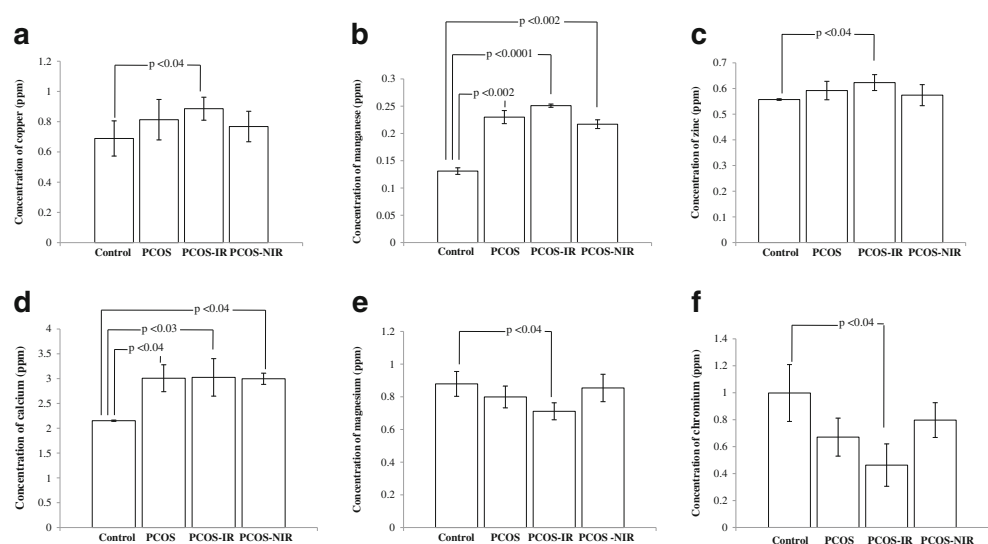 a
p <0.04
Concentration of copper (ppm)
1.2
1
0.8
0.6
0.4
0.2
0
Control PCOS PCOS-IR PCOS-NIR
b
p <0.002
p <0.0001
p <0.002
Concentration of manganese (ppm)
0.3
0.25
0.2
0.15
0.1
0.05
0
Control PCOS PCOS-IR PCOS-NIR
c
p <0.04
Concentration of zinc (ppm)
0.7
0.6
0.5
0.4
0.3
0.2
0.1
0
Control PCOS PCOS-IR PCOS-NIR
d
p <0.04
p <0.03
p <0.04
Concentration of calcium (ppm)
4
3.5
3
2.5
2
1.5
1
0.5
0
Control PCOS PCOS-IR PCOS-NIR
e
p <0.04
Concentration of magnesium (ppm)
1.2
1
0.8
0.6
0.4
0.2
0
Control PCOS PCOS-IR PCOS -NIR
f
p <0.04
Concentration of chromium (ppm)
1.4
1.2
1
0.8
0.6
0.4
0.2
0
Control PCOS PCOS-IR PCOS-NIR